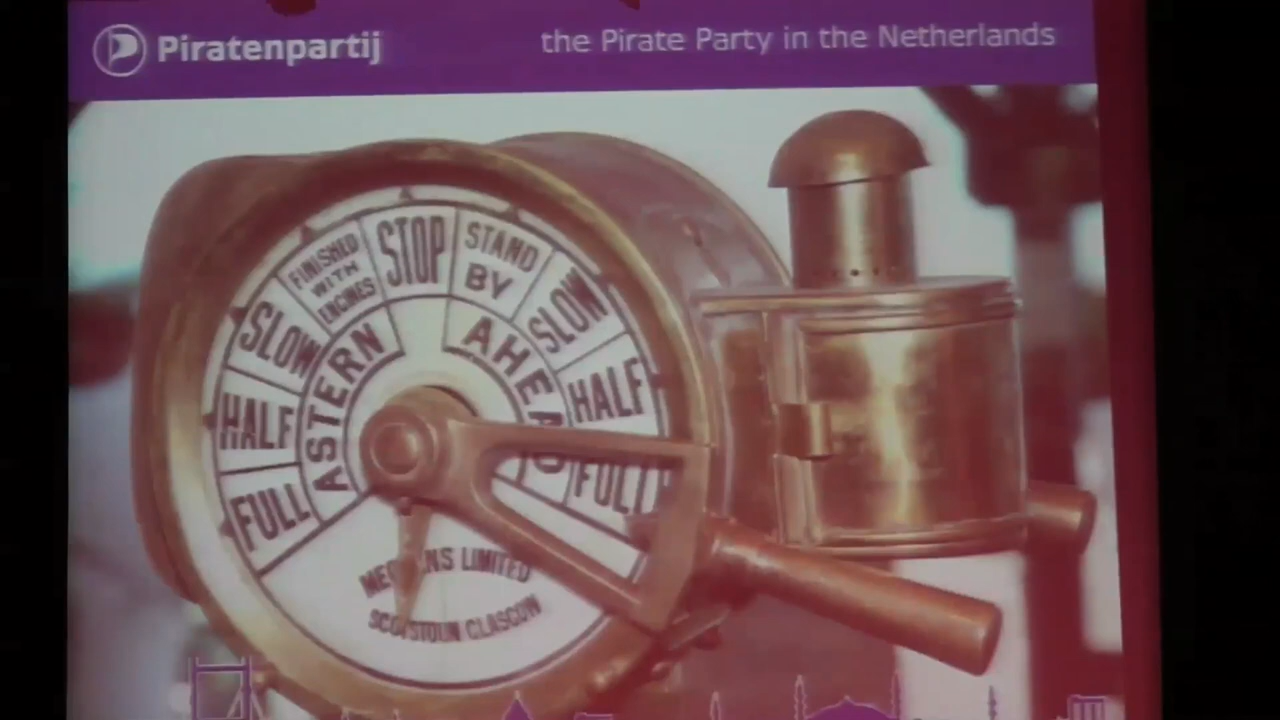 Piratenpartij
the Pirate Party in the Netherlands
FINISHED
WITH
ENGINES
STOP
STAND
BY
SLOW
SLOW
HALF
HALF
FULL
FULL
ASTERN
AHEAD
LIMITED
SCOTSTOUN GLASGOW